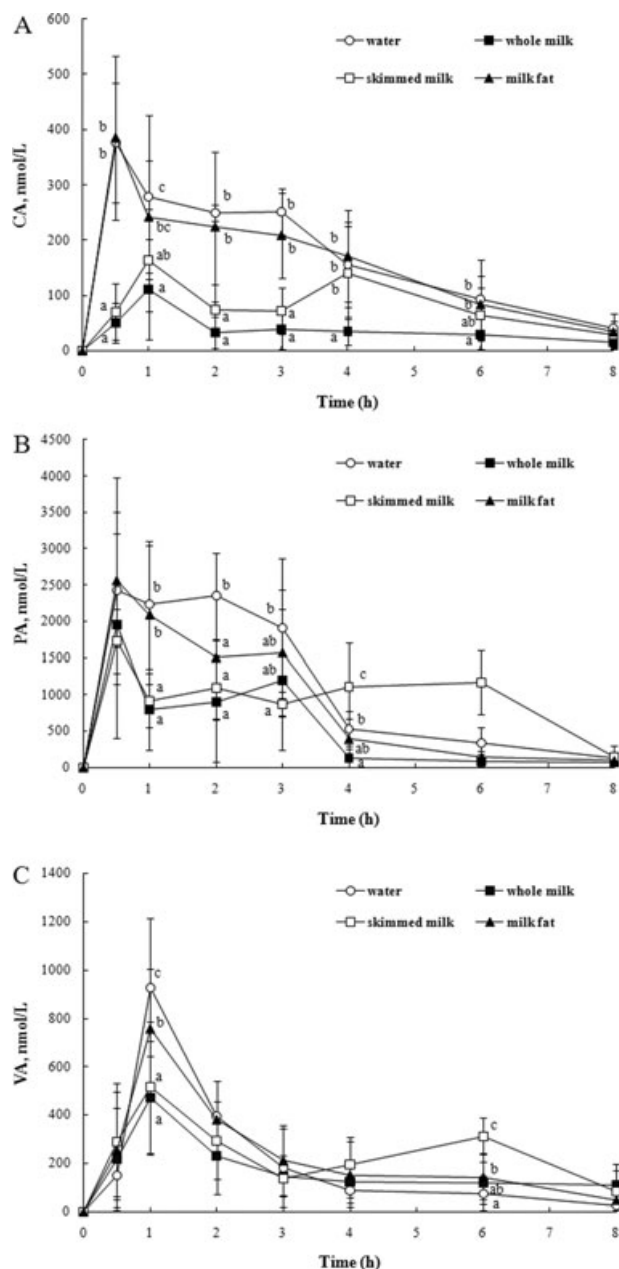 A
600
water
whole milk
skimmed milk
milk fat
500
400
300
200
100
0
CA, nmol/L
b
b
a
a
c
bc
ab
a
b
b
a
a
b
b
a
a
b
b
b
a
b
b
ab
a
0 1 2 3 4 5 6 7 8
Time (h)
B
4500
water
whole milk
skimmed milk
milk fat
4000
3500
3000
2500
2000
1500
1000
500
0
PA, nmol/L
b
b
a
a
b
a
a
a
b
ab
ab
a
c
b
ab
a
0 1 2 3 4 5 6 7 8
Time (h)
C
1400
water
whole milk
skimmed milk
milk fat
1200
1000
800
600
400
200
0
VA, nmol/L
c
b
a
a
c
b
ab
a
0 1 2 3 4 5 6 7 8
Time (h)